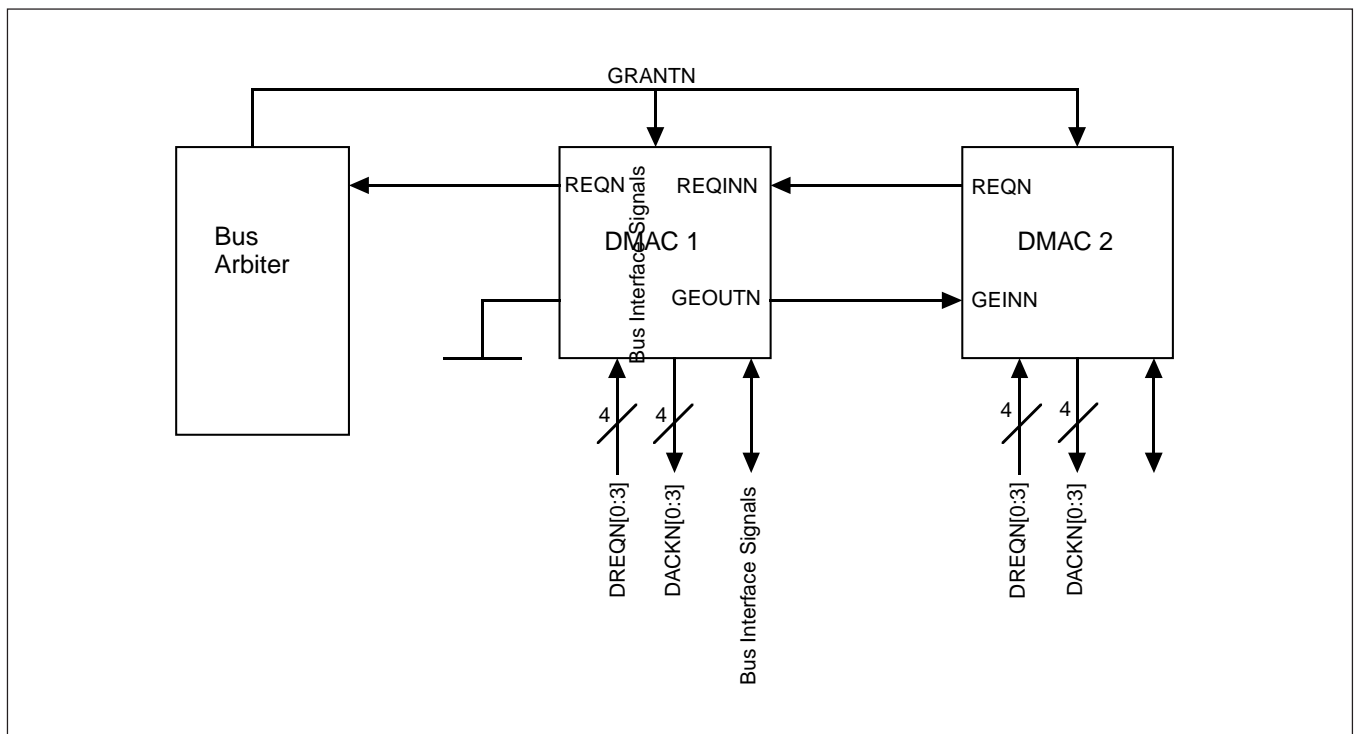 GRANTN
REQN
REQINN
REQN
Bus
Arbiter
DMAC 1
DMAC 2
Bus Interface Signals
GEOUTN
GEINN
4
4
4
4
DREQN[0:3]
DACKN[0:3]
Bus Interface Signals
DREQN[0:3]
DACKN[0:3]